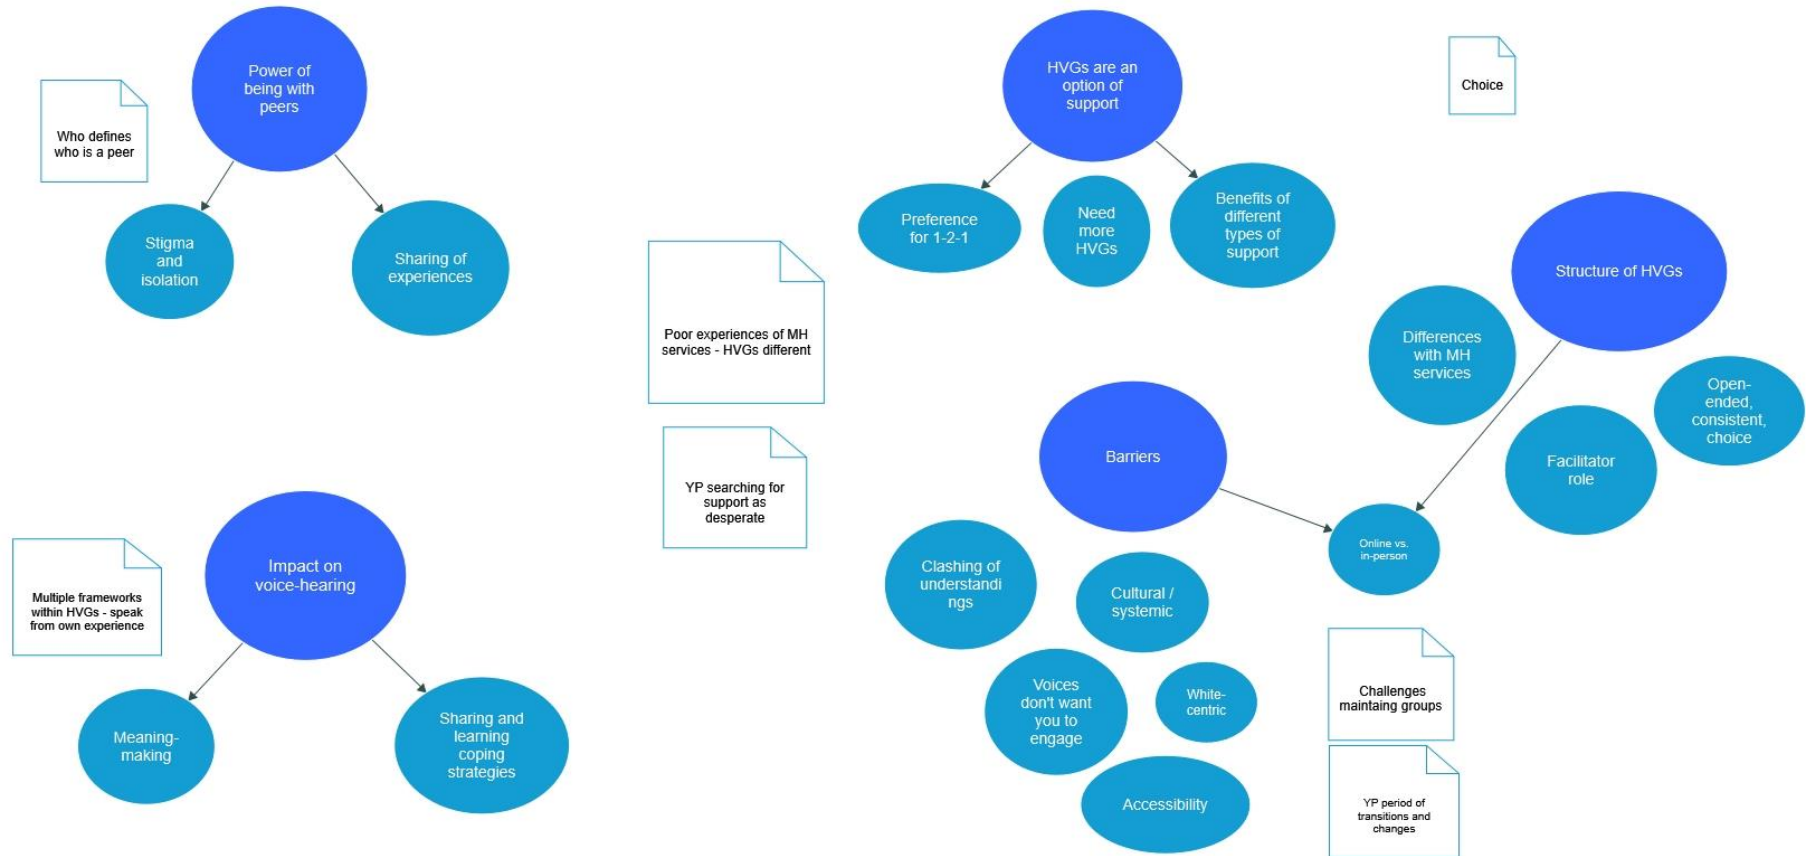 Power of
being with
peers
Who defines
who is a peer
Stigma
and
isolation
Sharing of
experiences
HVGs are an
option of
support
Choice
Preference
for 1-2-1
Need
more
HVGs
Benefits of
different
types of
support
Structure of HVGs
Poor experiences of MH
services - HVGs different
Differences
with MH
services
Open-
ended,
consistent,
choice
Facilitator
role
Barriers
YP searching for
support as
desperate
Online vs.
in-person
Impact on
voice-hearing
Multiple frameworks
within HVGs - speak
from own experience
Meaning-
making
Sharing and
learning
coping
strategies
Clashing of
understandi
ngs
Cultural /
systemic
Voices
don't want
you to
engage
White-
centric
Accessibility
Challenges
maintaing groups
YP period of
transitions and
changes